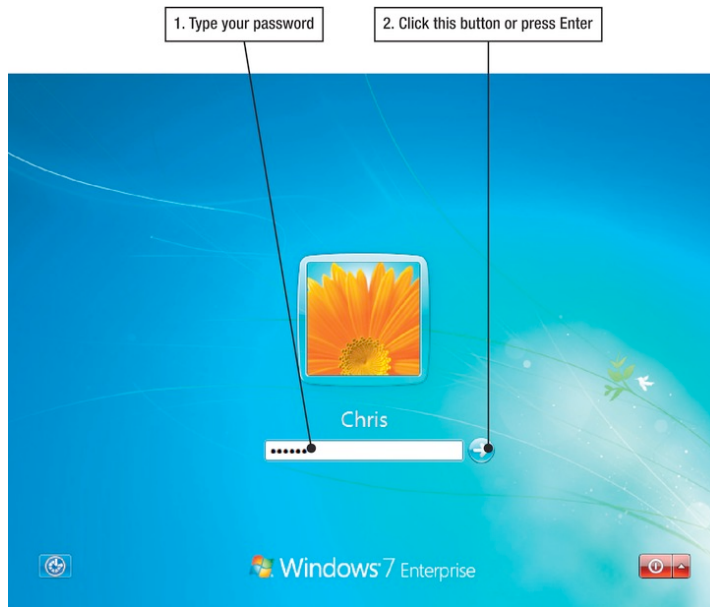 1. Type your password
2. Click this button or press Enter
Chris
Windows 7 Enterprise